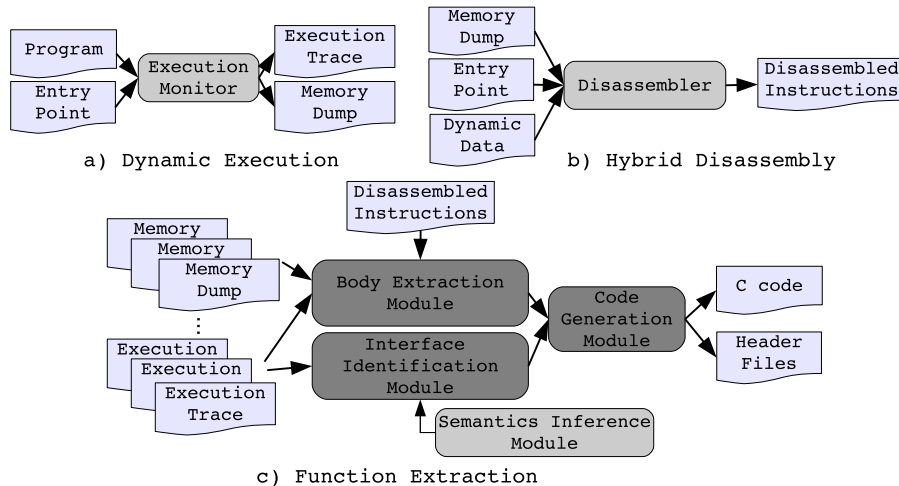 Program
Entry
Point
Execution
Monitor
Execution
Trace
Memory
Dump
a) Dynamic Execution
Memory
Dump
Entry
Point
Dynamic
Data
Disassembler
Disassembled
Instructions
b) Hybrid Disassembly
Disassembled
Instructions
Memory
Memory
Memory
Dump
Execution
Execution
Execution
Trace
Body Extraction
Module
Interface
Identification
Module
Semantics Inference
Module
Code
Generation
Module
C code
Header
Files
c) Function Extraction